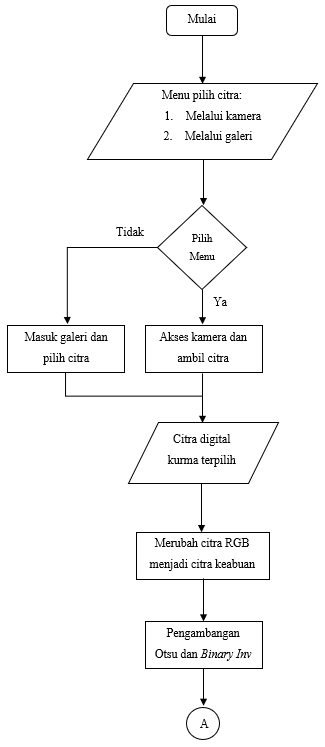 Mulai
Menu pilih citra:
1. Melalui kamera
2. Melalui galeri
Pilih
Menu
Tidak
Ya
Masuk galeri dan
pilih citra
Akses kamera dan
ambil citra
Citra digital
kurma terpilih
Merubah citra RGB
menjadi citra keabuan
Pengambangan
Otsu dan Binary Inv
A